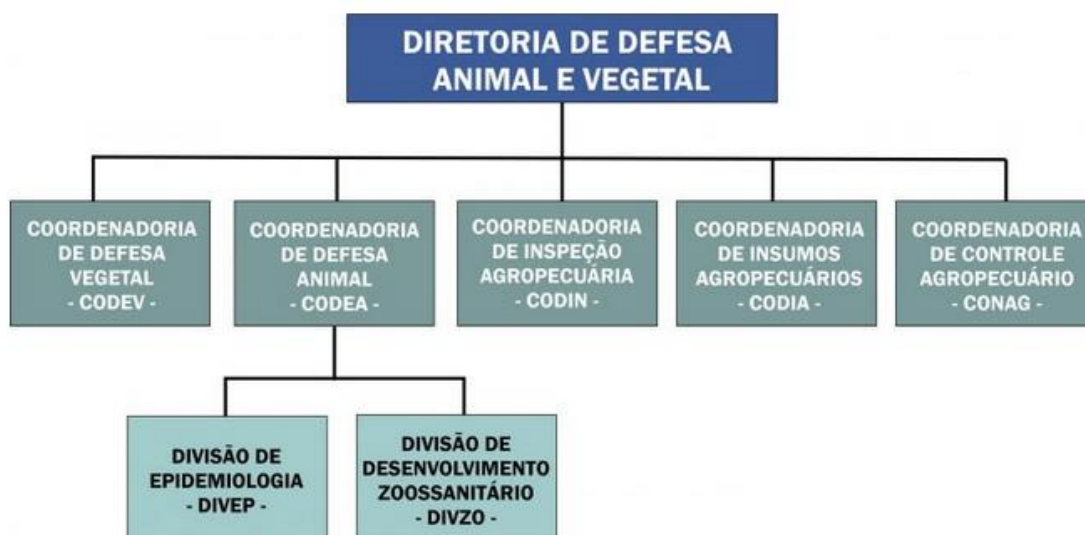 DIRETORIA DE DEFESA
ANIMAL E VEGETAL
COORDENADORIA
DE DEFESA
VEGETAL
- CODEV -
COORDENADORIA
DE DEFESA
ANIMAL
- CODEA -
COORDENADORIA
DE INSPEÇÃO
AGROPECUÁRIA
- CODIN -
COORDENADORIA
DE INSUMOS
AGROPECUÁRIOS
- CODIA -
COORDENADORIA
DE CONTROLE
AGROPECUÁRIO
- CONAG -
DIVISÃO DE
EPIDEMIOLOGIA
- DIVEP -
DIVISÃO DE
DESENVOLVIMENTO
ZOOSSANITÁRIO
- DIVZO -